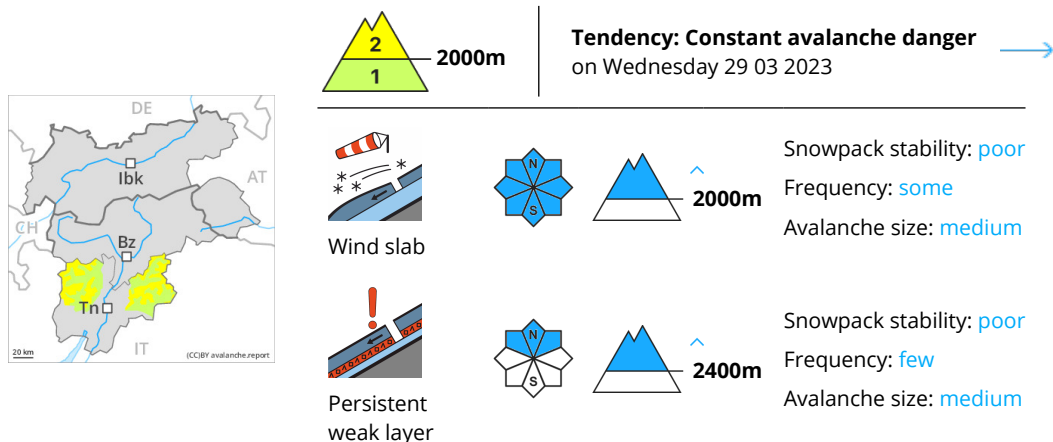 2
1
2000m
Tendency: Constant avalanche danger
on Wednesday 29 03 2023
DE
Ibk
AT
CH
Bz
Tn
IT
20 km
(CC)BY avalanche.report
Wind slab
N
S
2000m
Snowpack stability: poor
Frequency: some
Avalanche size: medium
Persistent
weak layer
N
S
2400m
Snowpack stability: poor
Frequency: few
Avalanche size: medium